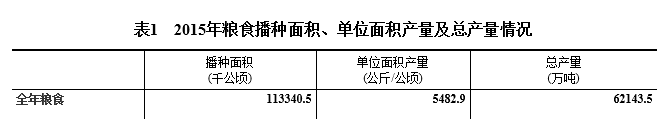 表1 2015年粮食播种面积、单位面积产量及总产量情况
播种面积 单位面积产量 总产量
(千公顷) (公斤/公顷) (万吨)
全年粮食 113340.5 5482.9 62143.5